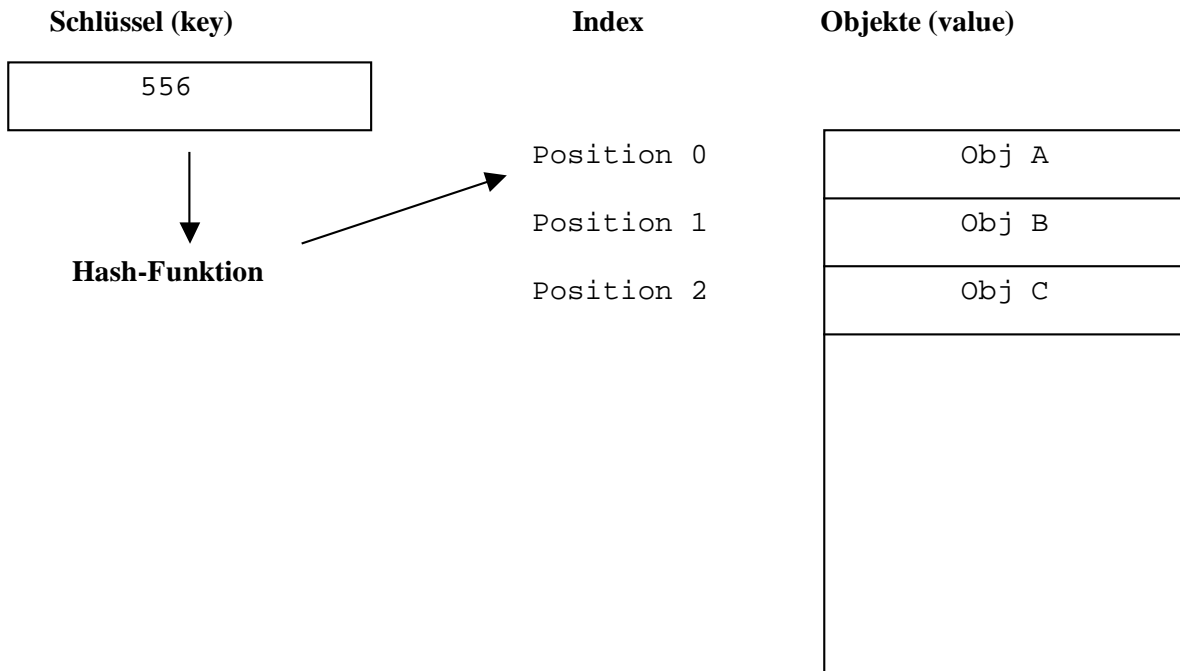 Schlüssel (key) Index Objekte (value)
556
Position 0 Obj A
Position 1 Obj B
Hash-Funktion
Position 2 Obj C